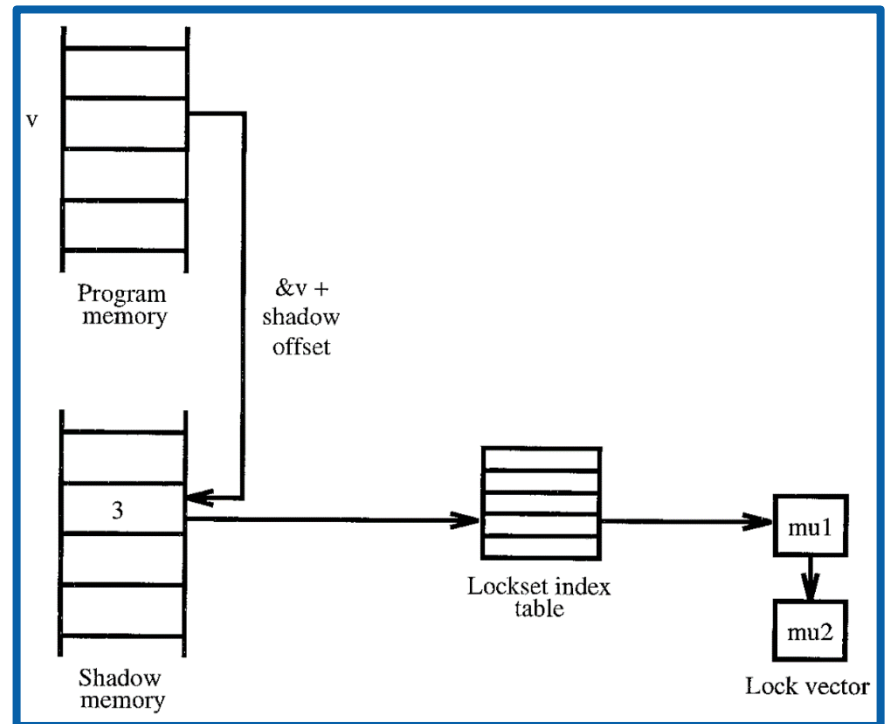 v
Program
memory
&v +
shadow
offset
3
Shadow
memory
Lockset index
table
mu1
mu2
Lock vector